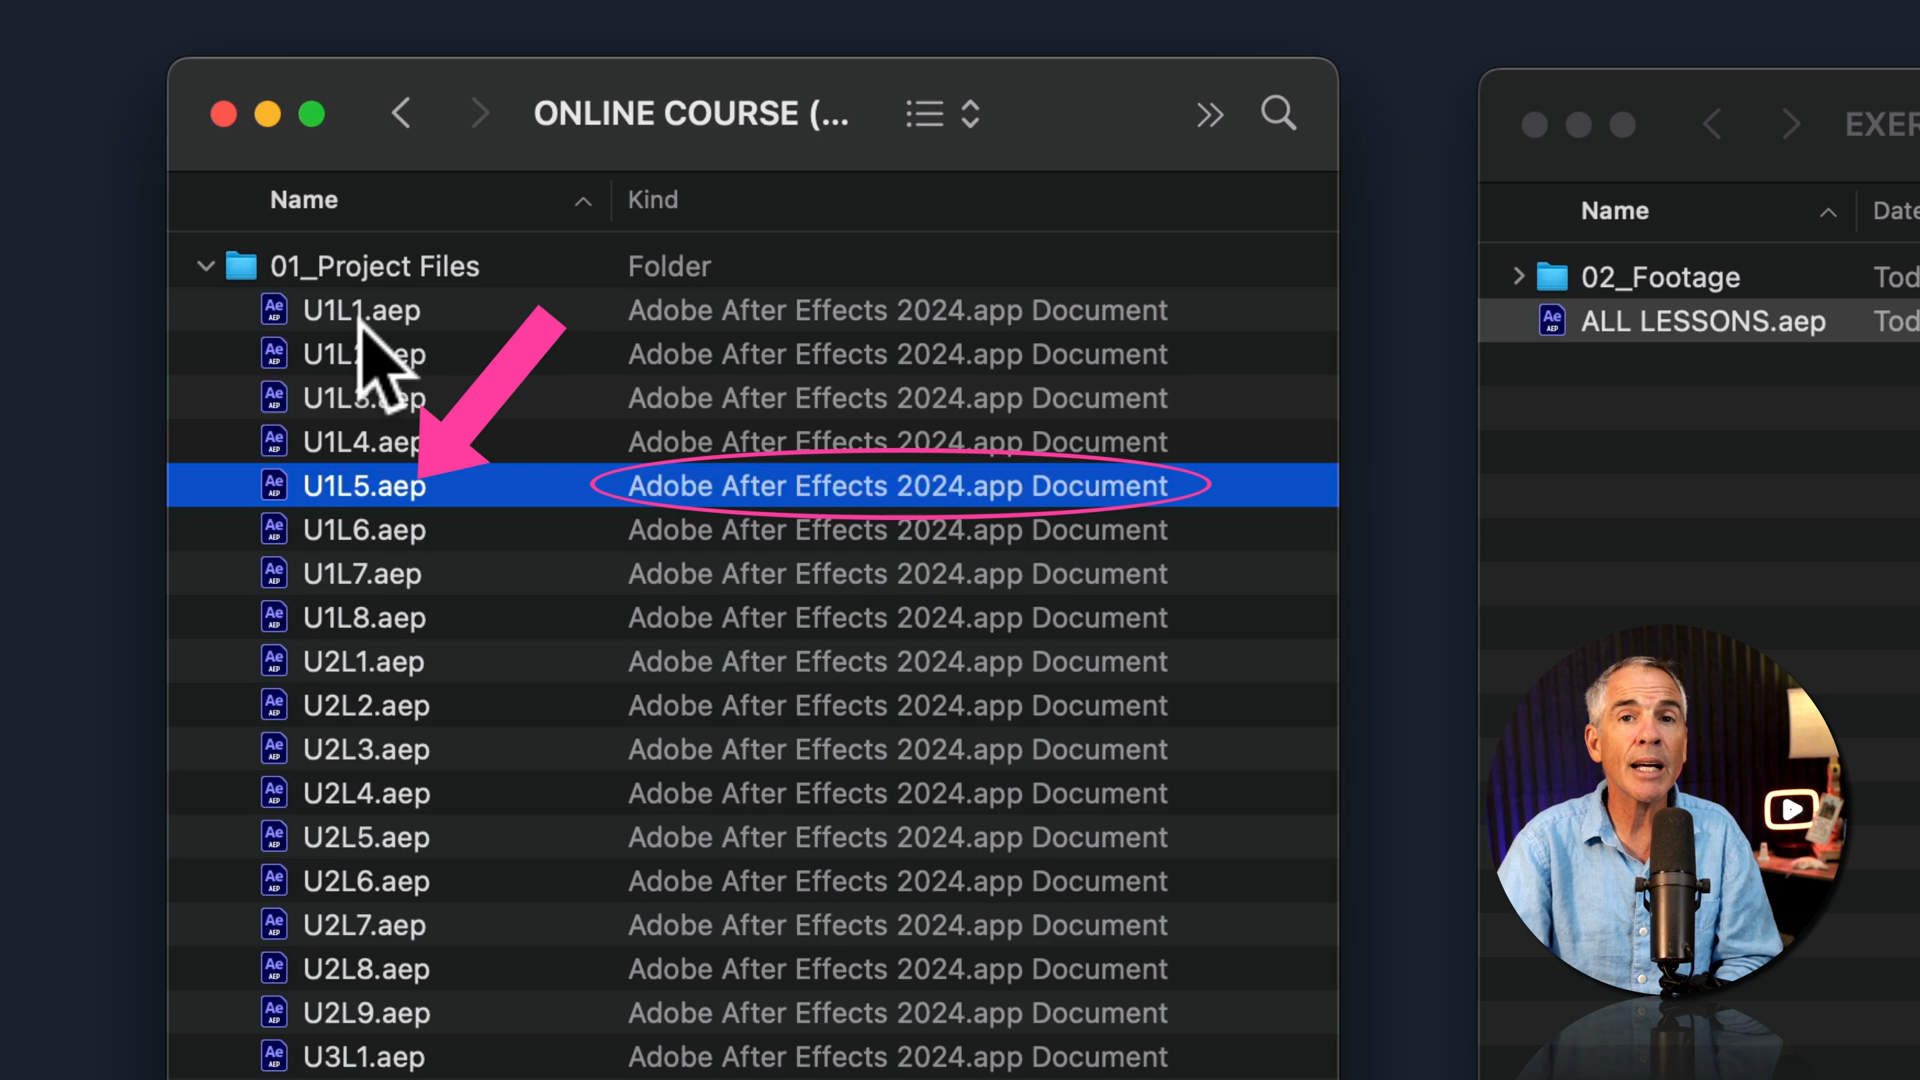 ONLINE COURSE (...
Name
Kind
01_Project Files
Folder
U1L1.aep
Adobe After Effects 2024.app Document
Adobe After Effects 2024.app Document
Adobe After Effects 2024.app Document
U1L4.aep
Adobe After Effects 2024.app Document
U1L5.aep
Adobe After Effects 2024.app Document
U1L6.aep
Adobe After Effects 2024.app Document
U1L7.aep
Adobe After Effects 2024.app Document
U1L8.aep
Adobe After Effects 2024.app Document
U2L1.aep
Adobe After Effects 2024.app Document
U2L2.aep
Adobe After Effects 2024.app Document
U2L3.aep
Adobe After Effects 2024.app Document
U2L4.aep
Adobe After Effects 2024.app Document
U2L5.aep
Adobe After Effects 2024.app Document
U2L6.aep
Adobe After Effects 2024.app Document
U2L7.aep
Adobe After Effects 2024.app Document
U2L8.aep
Adobe After Effects 2024.app Document
U2L9.aep
Adobe After Effects 2024.app Document
U3L1.aep
Adobe After Effects 2024.app Document
EXER
Name
Date
02_Footage
Tod
ALL LESSONS.aep
Tod